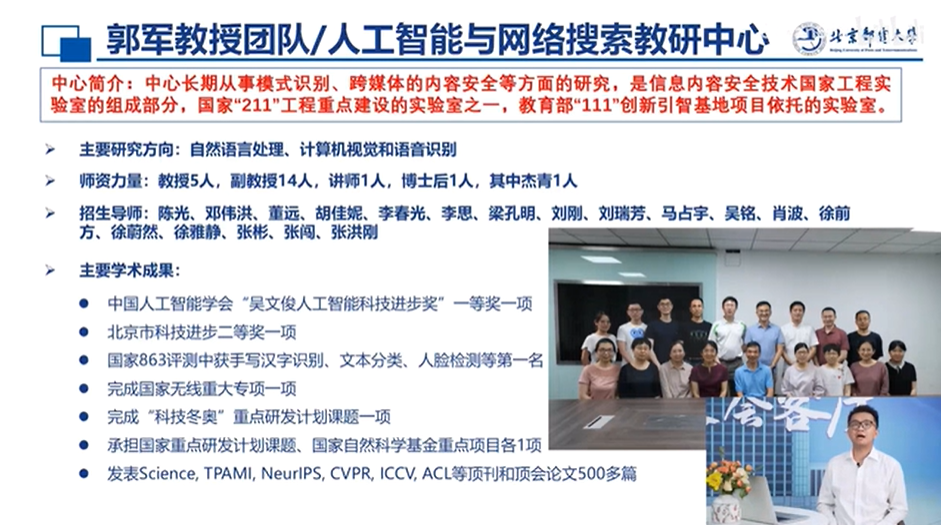 郭军教授团队/人工智能与网络搜索教研中心
北京邮电大学
Beijing University of Posts and Telecommunications
中心简介：中心长期从事模式识别、跨媒体的内容安全等方面的研究，是信息内容安全技术国家工程实
验室的组成部分，国家“211”工程重点建设的实验室之一，教育部“111”创新引智基地项目依托的实验室。
主要研究方向：自然语言处理、计算机视觉和语音识别
师资力量：教授5人，副教授14人，讲师1人，博士后1人，其中杰青1人
招生导师：陈光、邓伟洪、董远、胡佳妮、李春光、李思、梁孔明、刘刚、刘瑞芳、马占宇、吴铭、肖波、徐前
方、徐蔚然、徐雅静、张彬、张闯、张洪刚
主要学术成果：
中国人工智能学会“吴文俊人工智能科技进步奖”一等奖一项
北京市科技进步二等奖一项
国家863评测中获手写汉字识别、文本分类、人脸检测等第一名
完成国家无线重大专项一项
完成“科技冬奥”重点研发计划课题一项
承担国家重点研发计划课题、国家自然科学基金重点项目各1项
发表Science, TPAMI, NeurIPS, CVPR, ICCV, ACL等顶刊和顶会论文500多篇
会客厅